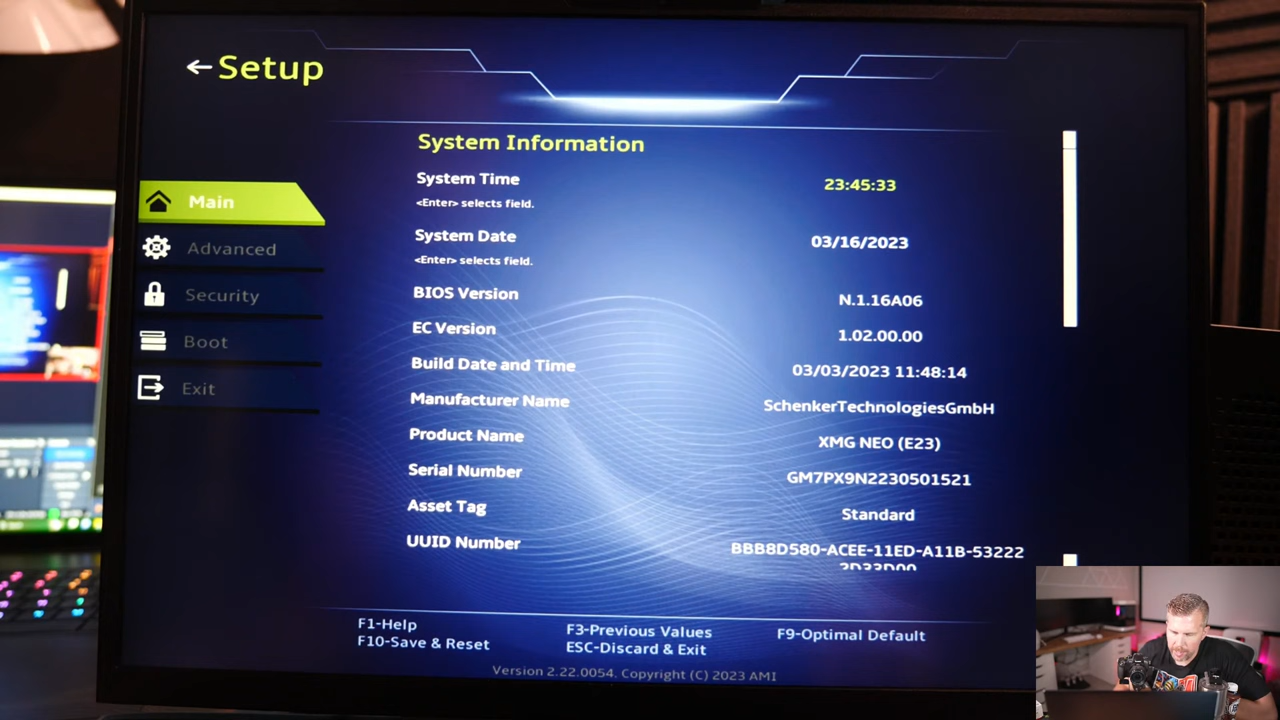 Setup
System Information
System Time 23:45:33
<Enter> selects field.
System Date 03/16/2023
<Enter> selects field.
BIOS Version N.1.16A06
EC Version 1.02.00.00
Build Date and Time 03/03/2023 11:48:14
Manufacturer Name SchenkerTechnologiesGmbH
Product Name XMG NEO (E23)
Serial Number GM7PX9N2230501521
Asset Tag Standard
UUID Number BBB8D580-ACEE-11ED-A11B-53222
2D33D00
Main
Advanced
Security
Boot
Exit
F1-Help
F10-Save & Reset
F3-Previous Values
ESC-Discard & Exit
F9-Optimal Default
Version 2.22.0054. Copyright (C) 2023 AMI